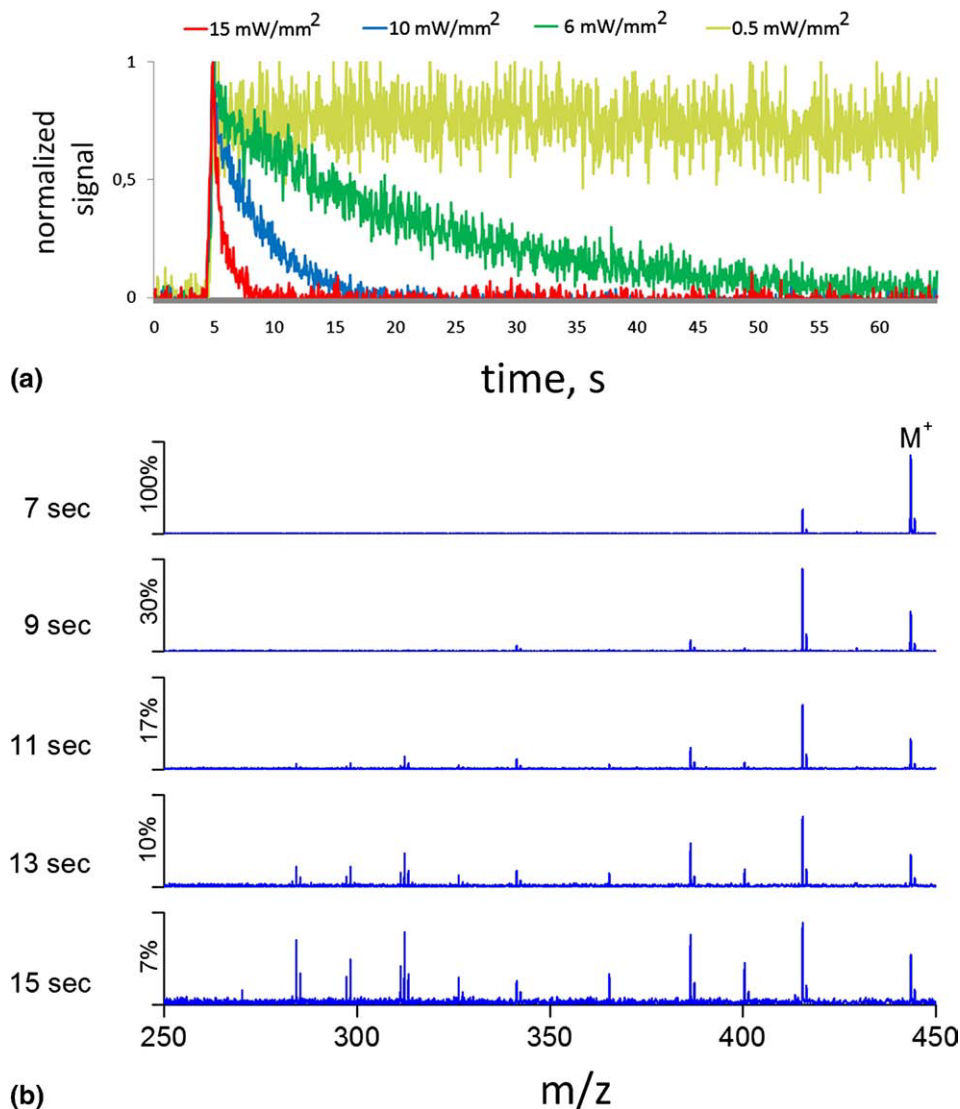 15 mW/mm² 10 mW/mm² 6 mW/mm² 0.5 mW/mm²
1
0,5
0
normalized
signal
0 5 10 15 20 25 30 35 40 45 50 55 60
time, s
(a)
M⁺
7 sec 100%
9 sec 30%
11 sec 17%
13 sec 10%
15 sec 7%
250 300 350 400 450
m/z
(b)